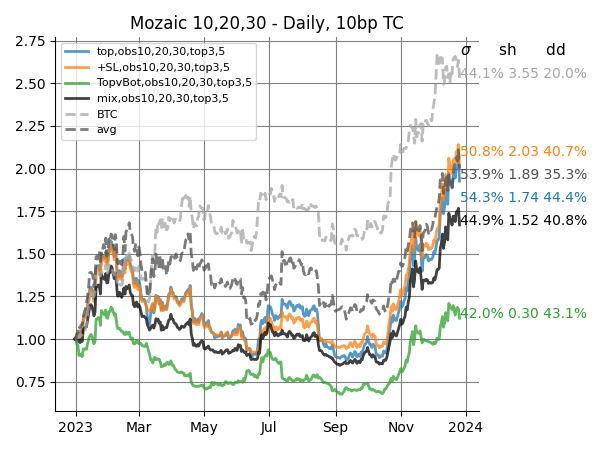 Mozaic 10,20,30 - Daily, 10bp TC
σ sh dd
top,obs10,20,30,top3,5
+SL,obs10,20,30,top3,5
TopvBot,obs10,20,30,top3,5
mix,obs10,20,30,top3,5
BTC
avg
44.1% 3.55 20.0%
50.8% 2.03 40.7%
53.9% 1.89 35.3%
54.3% 1.74 44.4%
44.9% 1.52 40.8%
42.0% 0.30 43.1%
2.75
2.50
2.25
2.00
1.75
1.50
1.25
1.00
0.75
2023 Mar May Jul Sep Nov 2024